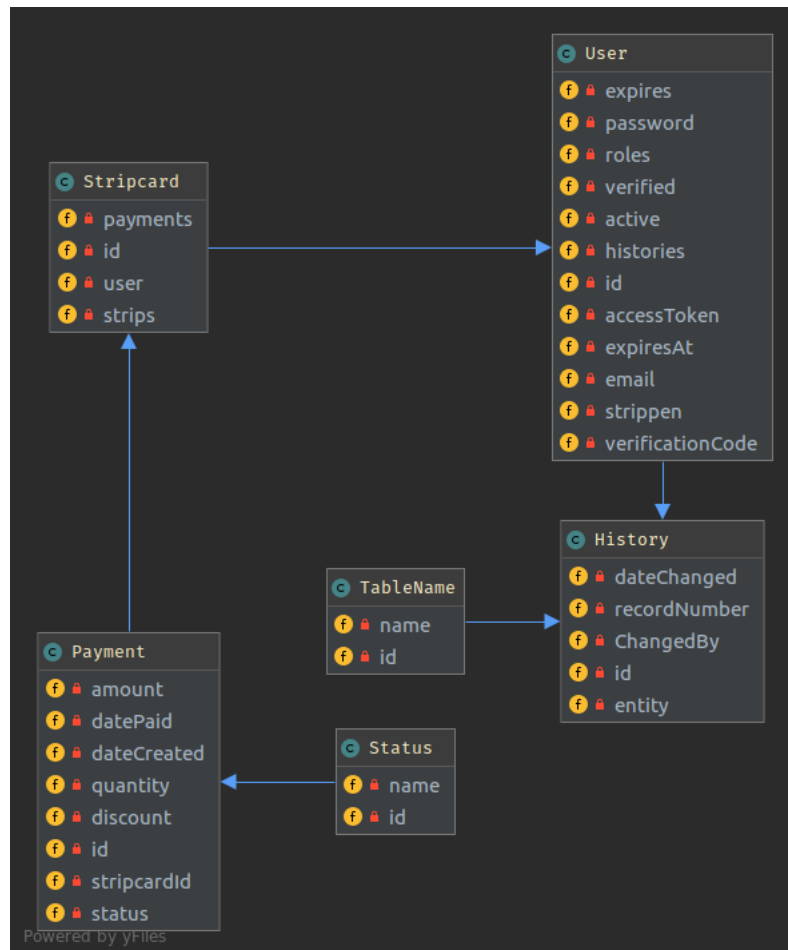 User
expires
password
roles
verified
active
histories
id
accessToken
expiresAt
email
strippen
verificationCode
Stripcard
payments
id
user
strips
History
dateChanged
recordNumber
ChangedBy
id
entity
TableName
name
id
Payment
amount
datePaid
dateCreated
quantity
discount
id
stripcardId
status
Status
name
id
Powered by yFiles